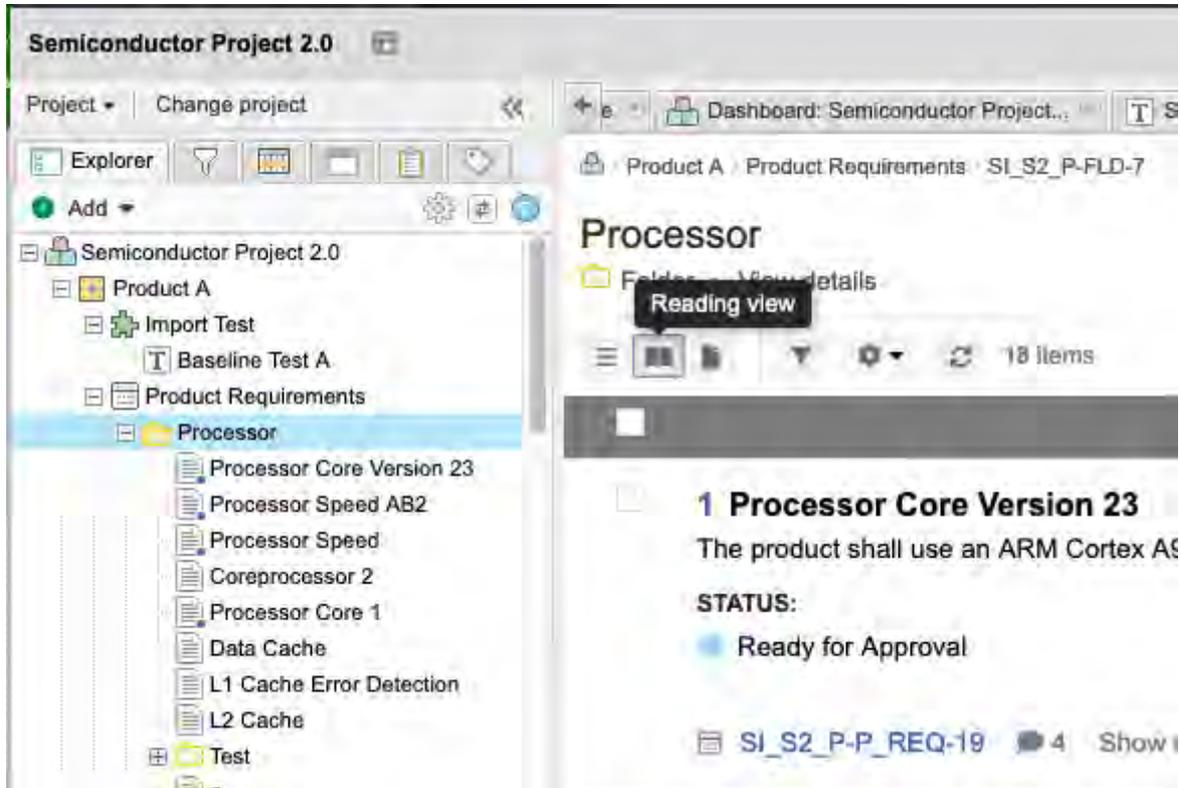 Semiconductor Project 2.0
Project
Change project
Explorer
Add
Semiconductor Project 2.0
Product A
Import Test
T Baseline Test A
Product Requirements
Processor
Processor Core Version 23
Processor Speed AB2
Processor Speed
Coreprocessor 2
Processor Core 1
Data Cache
L1 Cache Error Detection
L2 Cache
Test
e
Dashboard: Semiconductor Project...
T S
Product A Product Requirements SI_S2_P-FLD-7
Processor
Folder View details
Reading view
18 items
1 Processor Core Version 23
The product shall use an ARM Cortex A9
STATUS:
Ready for Approval
SI_S2_P-P_REQ-19 4 Show